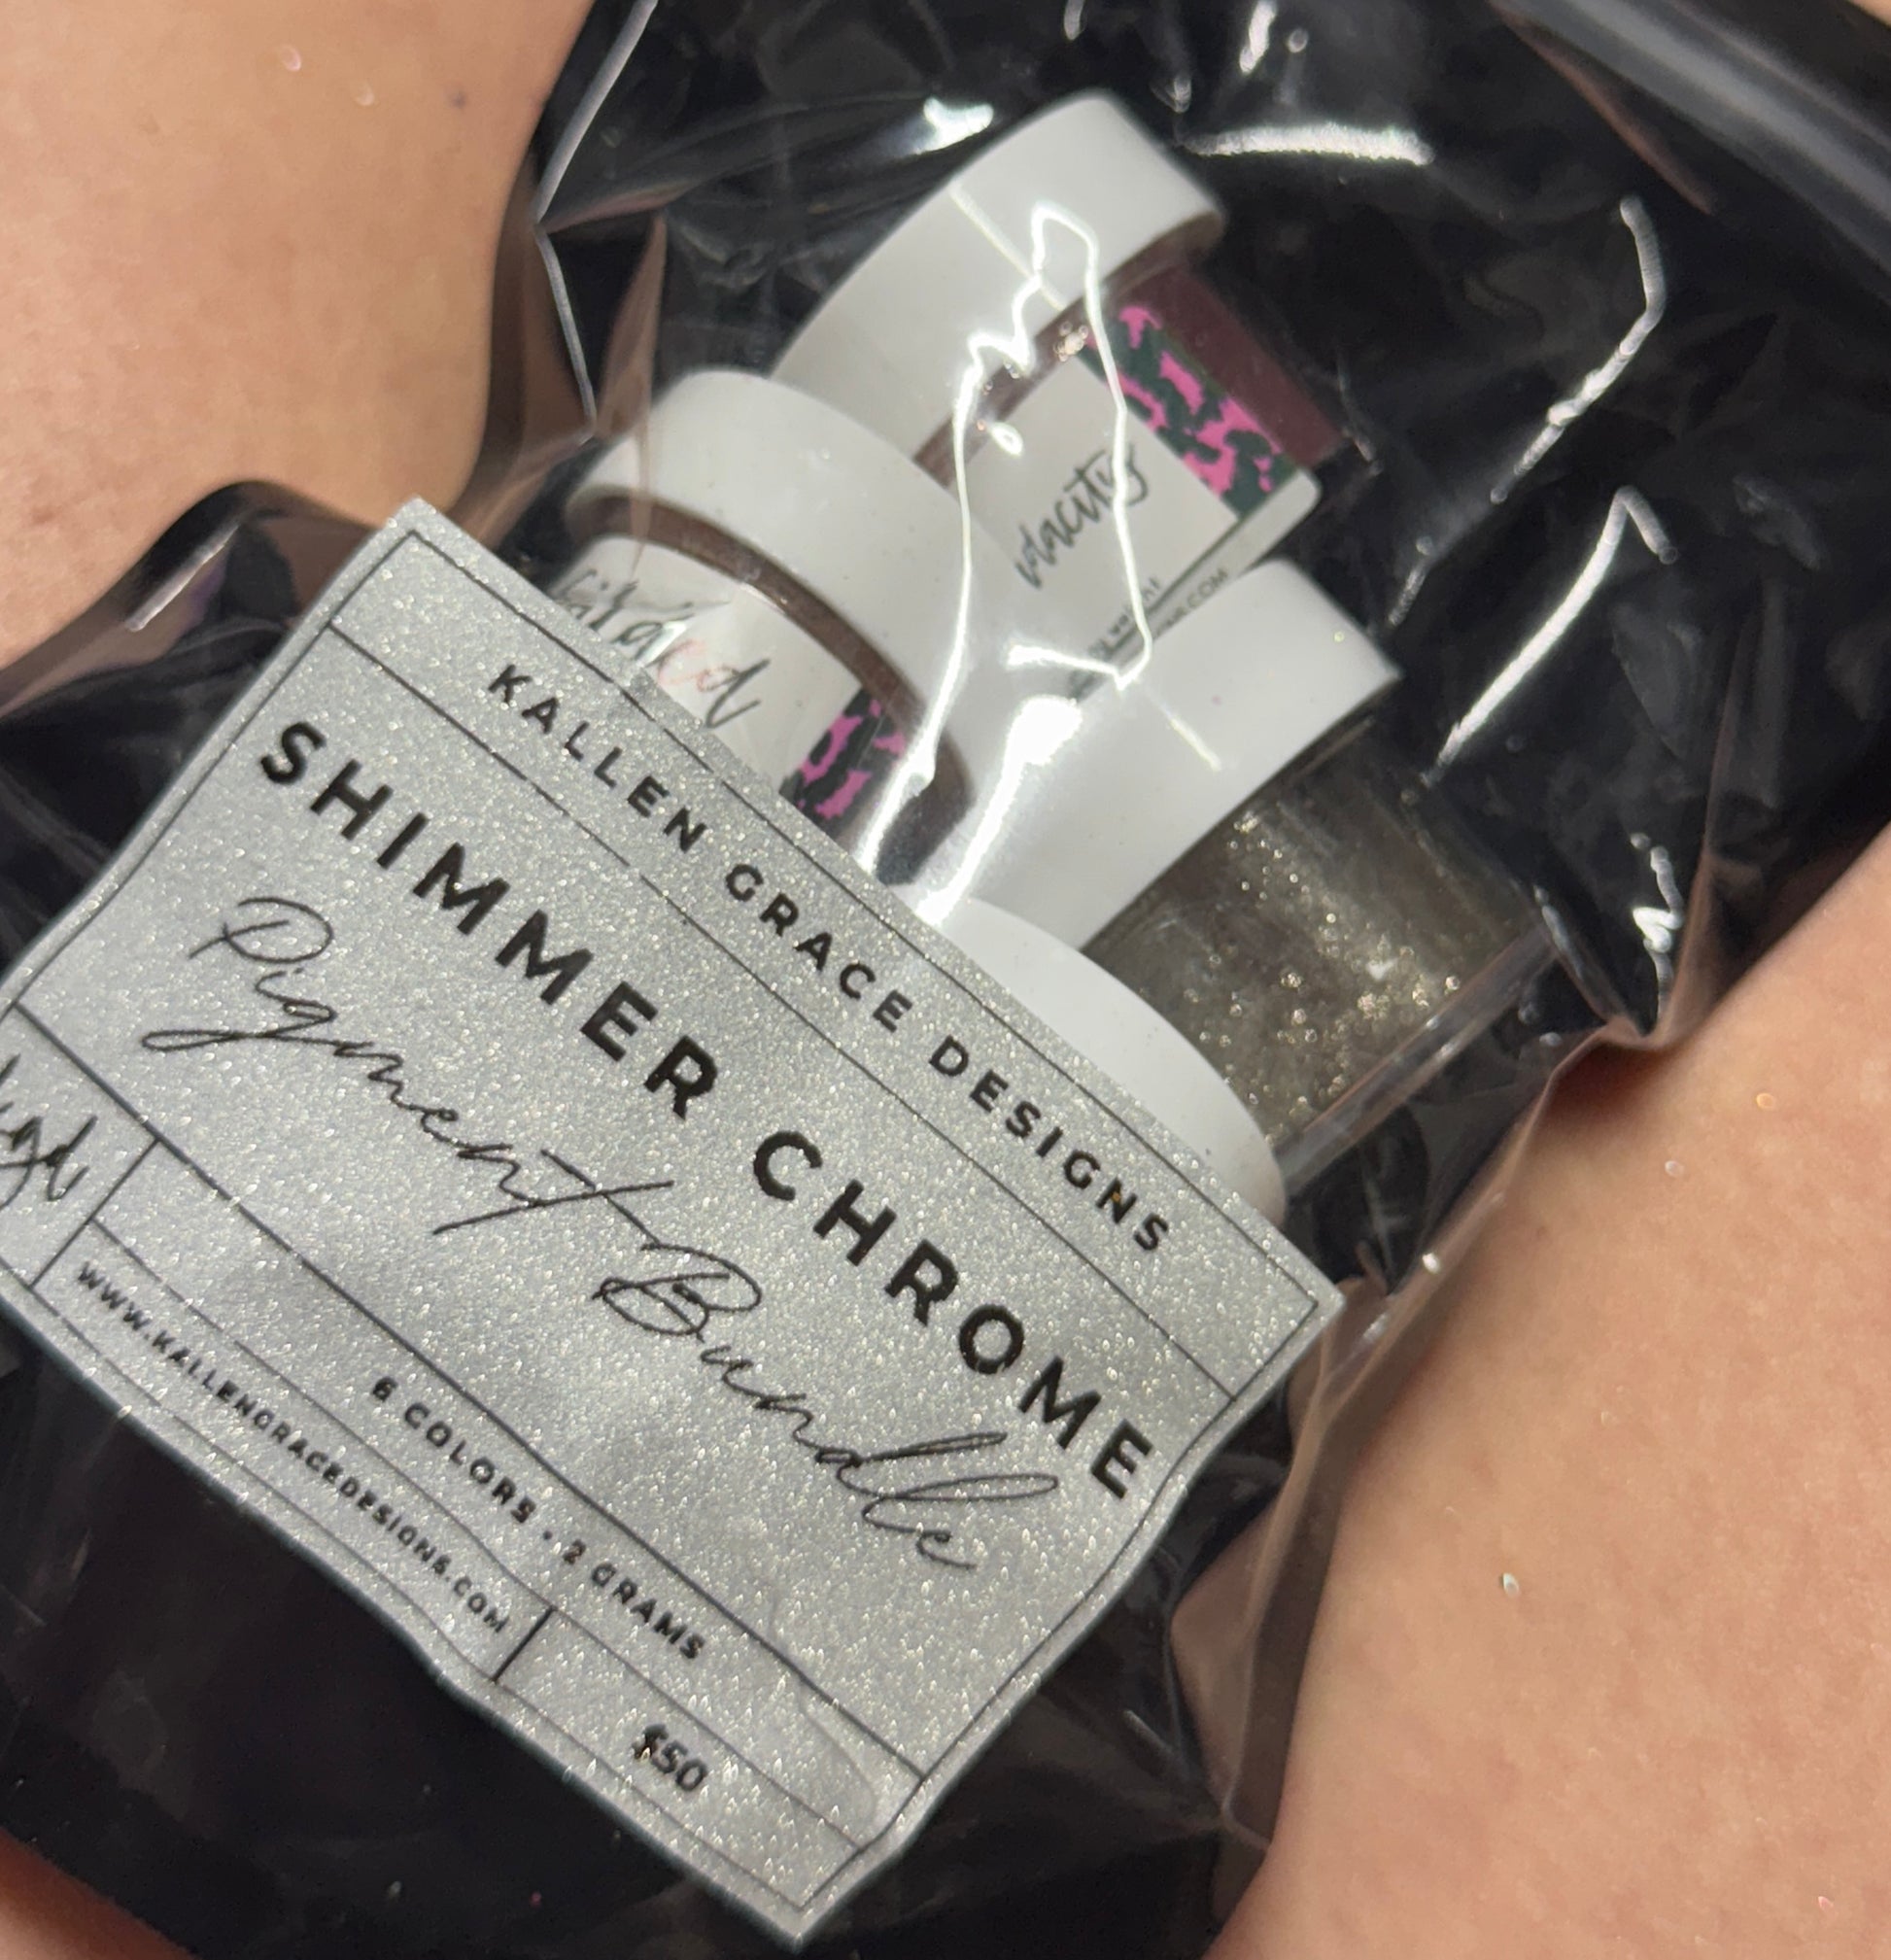 KALLEN GRACE DESIGNS
SHIMMER CHROME
Pigment Bundle
6 COLORS · 2 GRAMS
WWW.KALLENGRACEDESIGNS.COM
$50